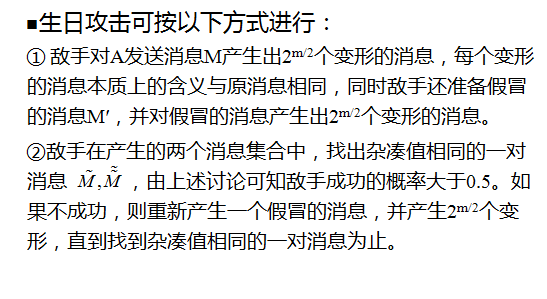 ■生日攻击可按以下方式进行：
① 敌手对A发送消息M产生出2^{m/2}个变形的消息，每个变形
的消息本质上的含义与原消息相同，同时敌手还准备假冒
的消息M′，并对假冒的消息产生出2^{m/2}个变形的消息。
②敌手在产生的两个消息集合中，找出杂凑值相同的一对
消息 M̃, M̃̃ ，由上述讨论可知敌手成功的概率大于0.5。如
果不成功，则重新产生一个假冒的消息，并产生2^{m/2}个变
形，直到找到杂凑值相同的一对消息为止。